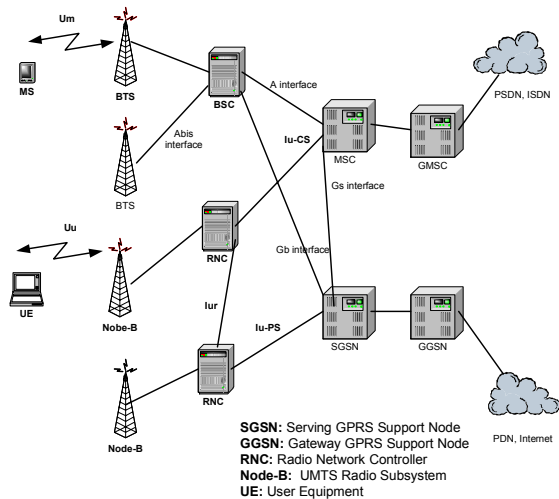 Um
MS
BTS
BSC
A interface
PSDN, ISDN
Abis
interface
Iu-CS
MSC
GMSC
BTS
Gs interface
Uu
RNC
Gb interface
UE
Nobe-B
Iur
Iu-PS
SGSN
GGSN
RNC
Node-B
PDN, Internet
SGSN: Serving GPRS Support Node
GGSN: Gateway GPRS Support Node
RNC: Radio Network Controller
Node-B: UMTS Radio Subsystem
UE: User Equipment